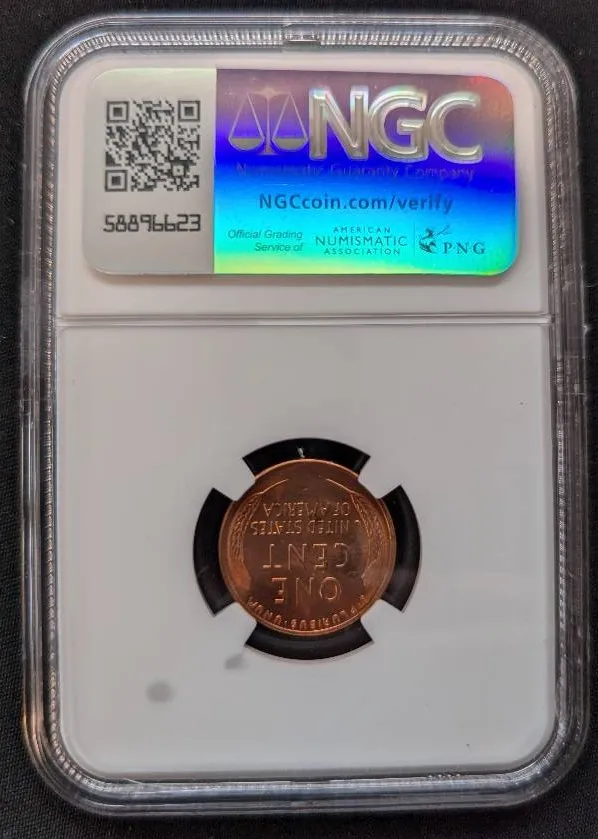 NGC
Numismatic Guaranty Company
NGCcoin.com/verify
58896623
Official Grading
Service of
AMERICAN
NUMISMATIC
ASSOCIATION
PNG
E·PLURIBUS·UNUM
ONE
CENT
UNITED STATES
OF AMERICA